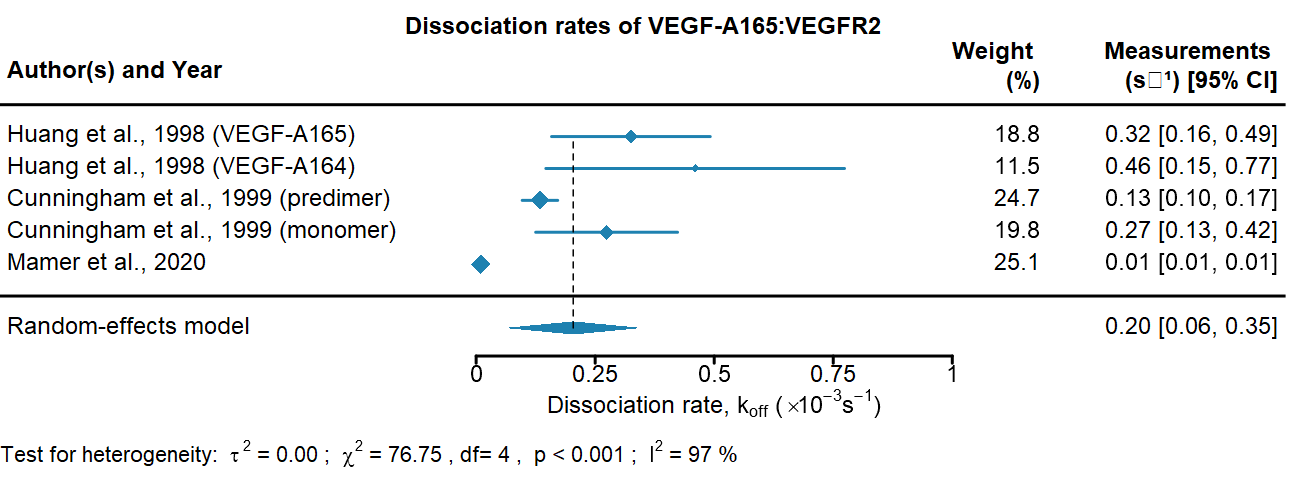 Dissociation rates of VEGF-A165:VEGFR2
Author(s) and Year Weight (%) Measurements (s□¹) [95% CI]
Huang et al., 1998 (VEGF-A165) 18.8 0.32 [0.16, 0.49]
Huang et al., 1998 (VEGF-A164) 11.5 0.46 [0.15, 0.77]
Cunningham et al., 1999 (predimer) 24.7 0.13 [0.10, 0.17]
Cunningham et al., 1999 (monomer) 19.8 0.27 [0.13, 0.42]
Mamer et al., 2020 25.1 0.01 [0.01, 0.01]
Random-effects model 0.20 [0.06, 0.35]
0 0.25 0.5 0.75 1
Dissociation rate, k_off (×10⁻³s⁻¹)
Test for heterogeneity: τ² = 0.00 ; χ² = 76.75 , df= 4 , p < 0.001 ; I² = 97 %